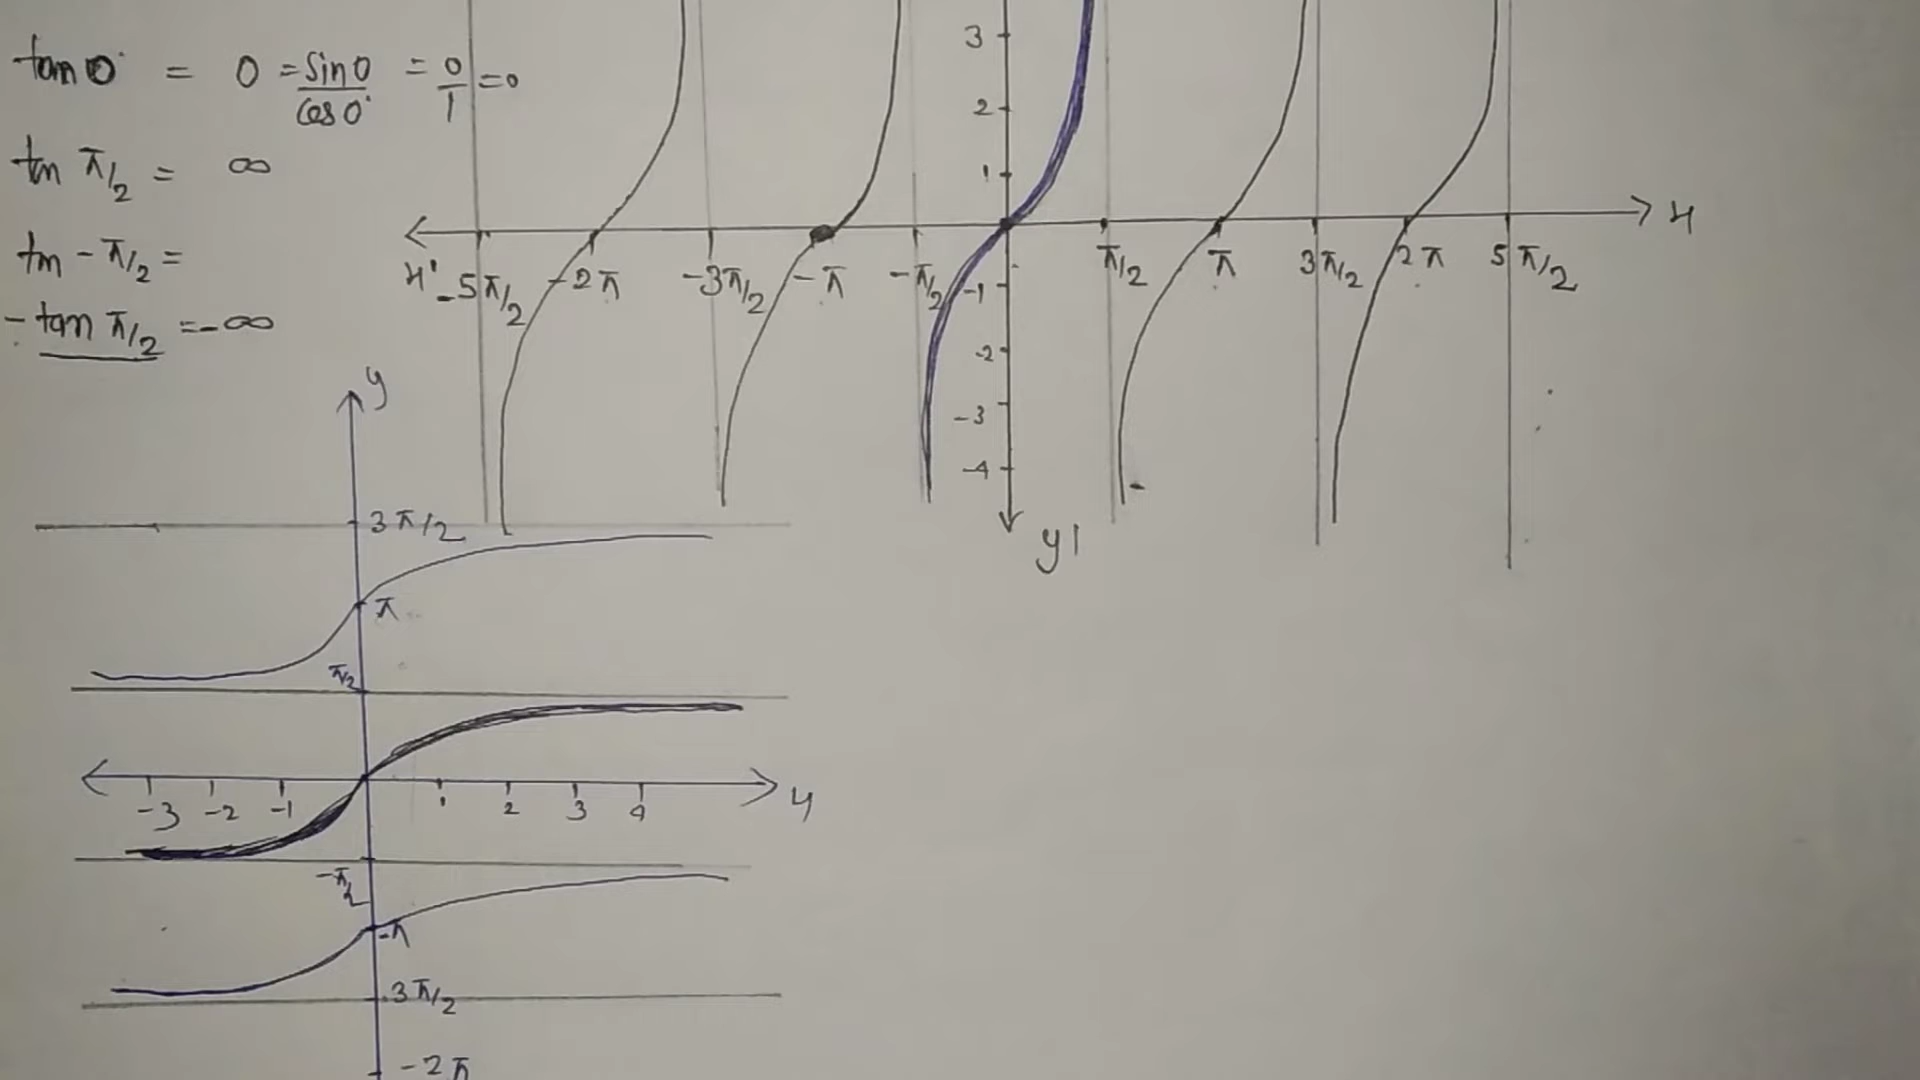 tan 0° = 0 = sin 0 / cos 0° = 0/1 = 0
tan π/2 = ∞
tan - π/2 =
- tan π/2 = - ∞
3
2
1
x' -5π/2 -2π -3π/2 -π -π/2 π/2 π 3π/2 2π 5π/2 x
-1
-2
-3
-4
y'
y
3π/2
π
π/2
-3 -2 -1 1 2 3 4 x
-π/2
-π
-3π/2
-2π